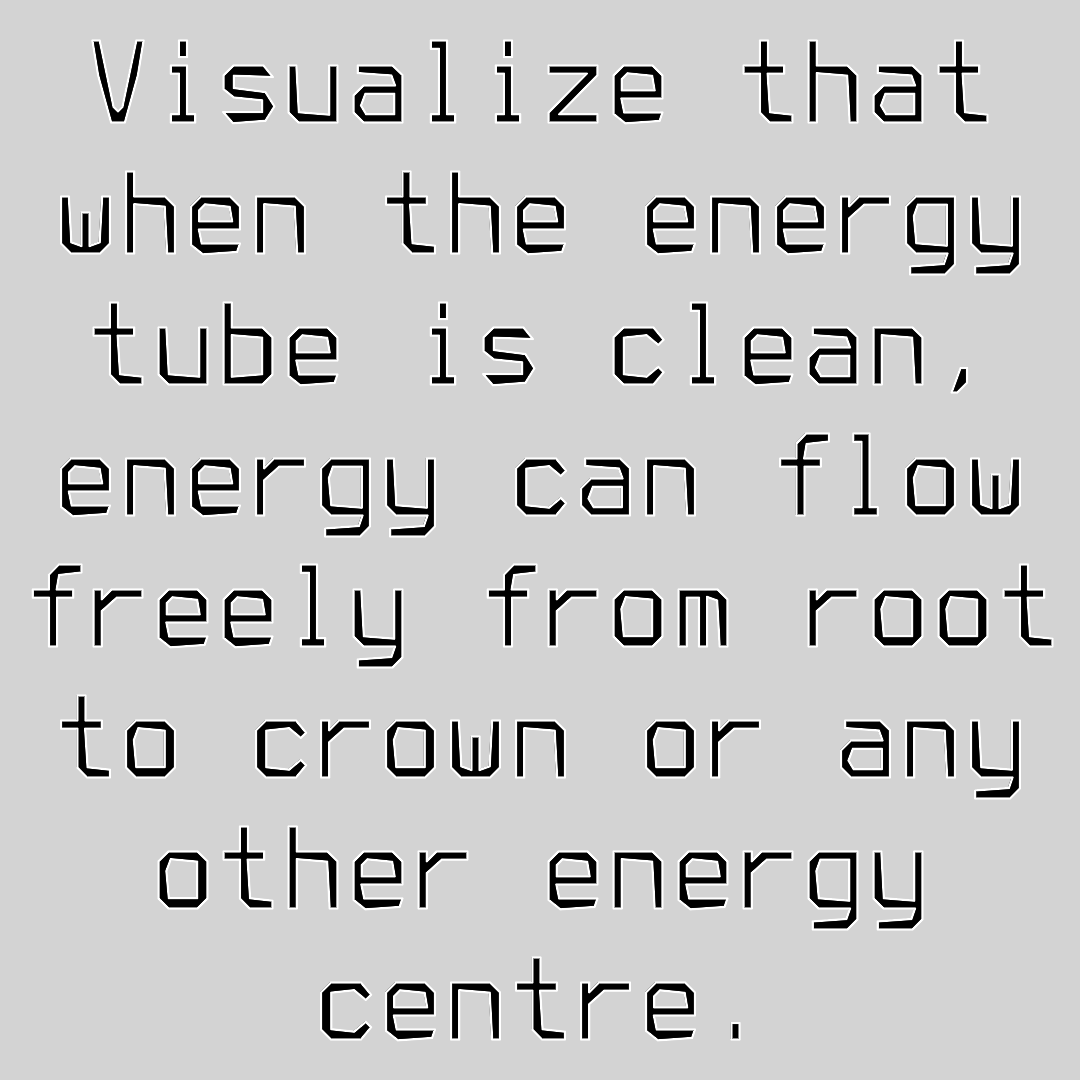 Visualize that
when the energy
tube is clean,
energy can flow
freely from root
to crown or any
other energy
centre.